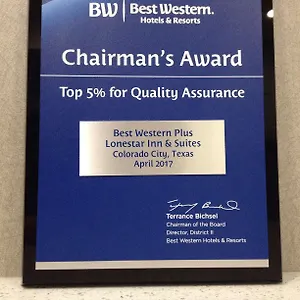 BW Best Western.
Hotels & Resorts
Chairman's Award
Top 5% for Quality Assurance
Best Western Plus
Lonestar Inn & Suites
Colorado City, Texas
April 2017
Terrance Bichsel
Chairman of the Board
Director, District II
Best Western Hotels & Resorts